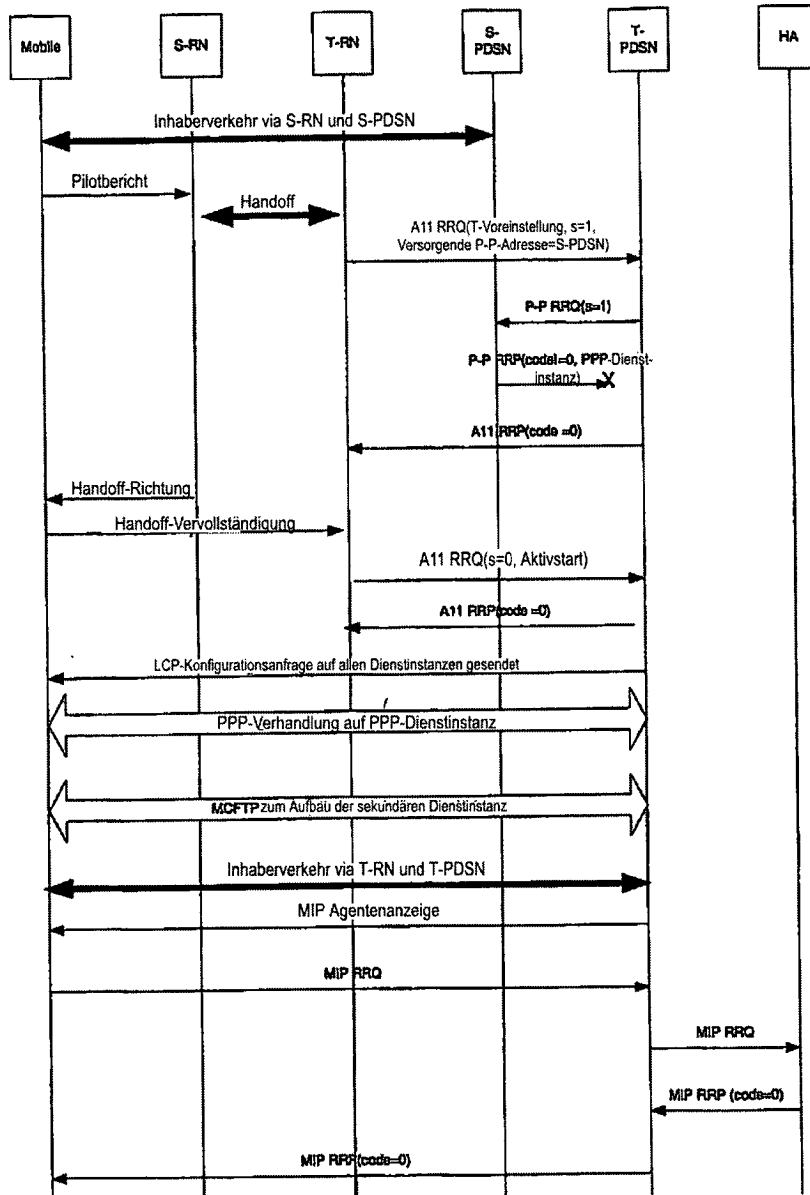 Mobile
S-RN
T-RN
S-
PDSN
T-
PDSN
HA
Inhaberverkehr via S-RN und S-PDSN
Pilotbericht
Handoff
A11 RRQ(T-Voreinstellung, s=1,
Versorgende P-P-Adresse=S-PDSN)
P-P RRQ(s=1)
P-P RRP(code!=0, PPP-Dienst-
instanz)
X
A11 RRP(code =0)
Handoff-Richtung
Handoff-Vervollständigung
A11 RRQ(s=0, Aktivstart)
A11 RRP(code =0)
LCP-Konfigurationsanfrage auf allen Dienstinstanzen gesendet
PPP-Verhandlung auf PPP-Dienstinstanz
MCFTP zum Aufbau der sekundären Dienstinstanz
Inhaberverkehr via T-RN und T-PDSN
MIP Agentenanzeige
MIP RRQ
MIP RRQ
MIP RRP (code=0)
MIP RRP(code=0)